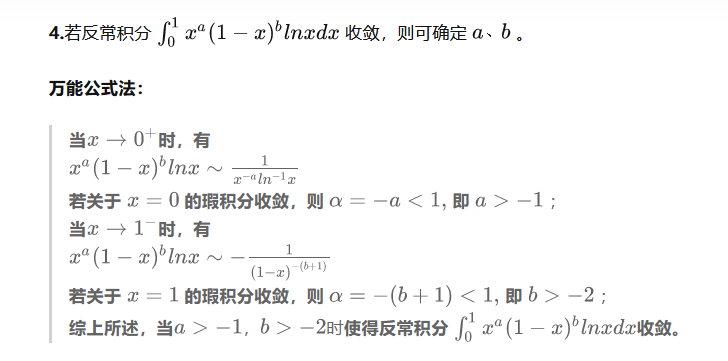 4.若反常积分 $\int_0^1 x^a(1-x)^b lnxdx$ 收敛，则可确定 $a$、$b$ 。
万能公式法：
当$x \to 0^+$时，有
$x^a(1-x)^b lnx \sim \frac{1}{x^{-a}ln^{-1}x}$
若关于 $x = 0$ 的瑕积分收敛，则 $\alpha = -a < 1$, 即 $a > -1$；
当$x \to 1^-$时，有
$x^a(1-x)^b lnx \sim -\frac{1}{(1-x)^{-(b+1)}}$
若关于 $x = 1$ 的瑕积分收敛，则 $\alpha = -(b+1) < 1$, 即 $b > -2$；
综上所述，当$a > -1$，$b > -2$时使得反常积分 $\int_0^1 x^a(1-x)^b lnxdx$收敛。